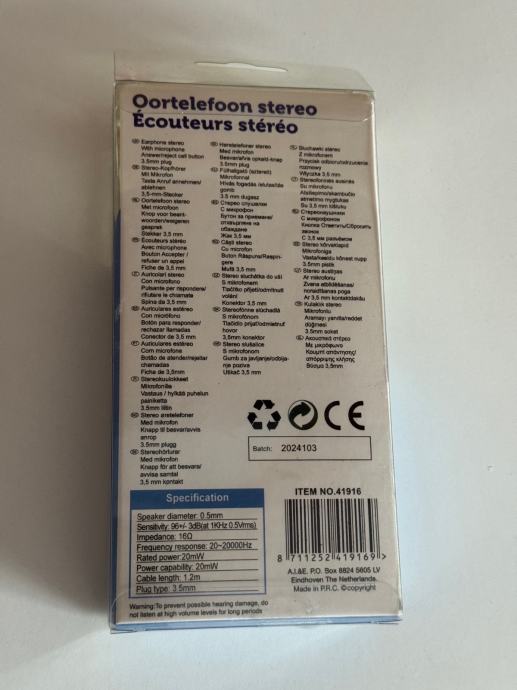 Oortelefoon stereo
Écouteurs stéréo
Earphone stereo
With microphone
Answer/reject call button
3.5mm plug
Stereo-Kopfhörer
Mit Mikrofon
Taste Anruf annehmen/
ablehnen
3,5-mm-Stecker
Oortelefoon stereo
Met microfoon
Knop voor beant-
woorden/weigeren
gesprek
Stekker 3,5 mm
Écouteurs stéréo
Avec microphone
Bouton Accepter /
refuser un appel
Fiche de 3,5 mm
Auricolari stereo
Con microfono
Pulsante per rispondere/
rifiutare le chiamate
Spina da 3,5 mm
Auriculares estéreo
Con micrófono
Botón para responder/
rechazar llamadas
Conector de 3,5 mm
Auriculares estéreo
Com microfone
Botão de atender/rejeitar
chamadas
Ficha de 3,5mm
Stereokuulokkeet
Mikrofonilla
Vastaus / hylkää puhelun
painiketta
3.5mm liitin
Stereo øretelefoner
Med mikrofon
Knapp til besvar/avvis
anrop
3.5mm plugg
Stereohörlurar
Med mikrofon
Knapp för att besvara/
avvisa samtal
3,5 mm kontakt
Høretelefoner stereo
Med mikrofon
Besvar/afvis opkald-knap
3.5mm plug
Fülhallgató (sztereó)
Mikrofonnal
Hívás fogadás /elutasítás
gomb
3.5 mm dugasz
Стерео слушалки
С микрофон
Бутон за приемане/
отхвърляне на
обаждане
Жак 3,5 мм
Căști stereo
Cu microfon
Buton Răspuns/Respin-
gere
Mufă 3,5 mm
Stereo sluchátka do uší
S mikrofonem
Tlačítko přijetí/odmítnutí
volání
Konektor 3,5 mm
Stereofónne slúchadlá
S mikrofónom
Tlačidlo prijať/odmietnuť
hovor
3,5mm konektor
Stereo slušalice
S mikrofonom
Gumb za javljanje/odbija-
nje poziva
Utikač 3,5 mm
Słuchawki stereo
Z mikrofonem
Przycisk odbioru/odrzucenia
rozmowy
Wtyczka 3,5 mm
Stereofoninės ausinės
Su mikrofonu
Atsiliepimo/skambučio
atmetimo mygtukas
Su 3,5 mm kištuku
Стереонаушники
С микрофоном
Кнопка Ответить/Сбросить
звонок
С 3,5 мм разъёмом
Stereo kõrvaklapid
Mikrofoniga
Vasta/keeldu kõnest nupp
3.5mm pistik
Stereo austiņas
Ar mikrofonu
Zvana atbildēšanas/
noraidīšanas poga
Ar 3,5 mm kontaktdakšu
Kulaklık stereo
Mikrofonlu
Aramayı yanıtla/reddet
düğmesi
3.5mm soket
Ακουστικά στέρεο
Με μικρόφωνο
Κουμπί απάντησης/
απόρριψης κλήσης
Βύσμα 3,5mm
CE
Batch: 2024103
Specification
Speaker diameter: 0.5mm
Sensitivity: 96+/- 3dB(at 1KHz 0.5Vrms)
Impedance: 16Ω
Frequency response: 20~20000Hz
Rated power:20mW
Power capability: 20mW
Cable length: 1.2m
Plug type: 3.5mm
Warning:To prevent possible hearing damage, do
not listen at high volume levels for long periods
ITEM NO.41916
8 711252 419169 >
A.I.&E. P.O. Box 8824 5605 LV
Eindhoven The Netherlands.
Made in P.R.C. ©copyright